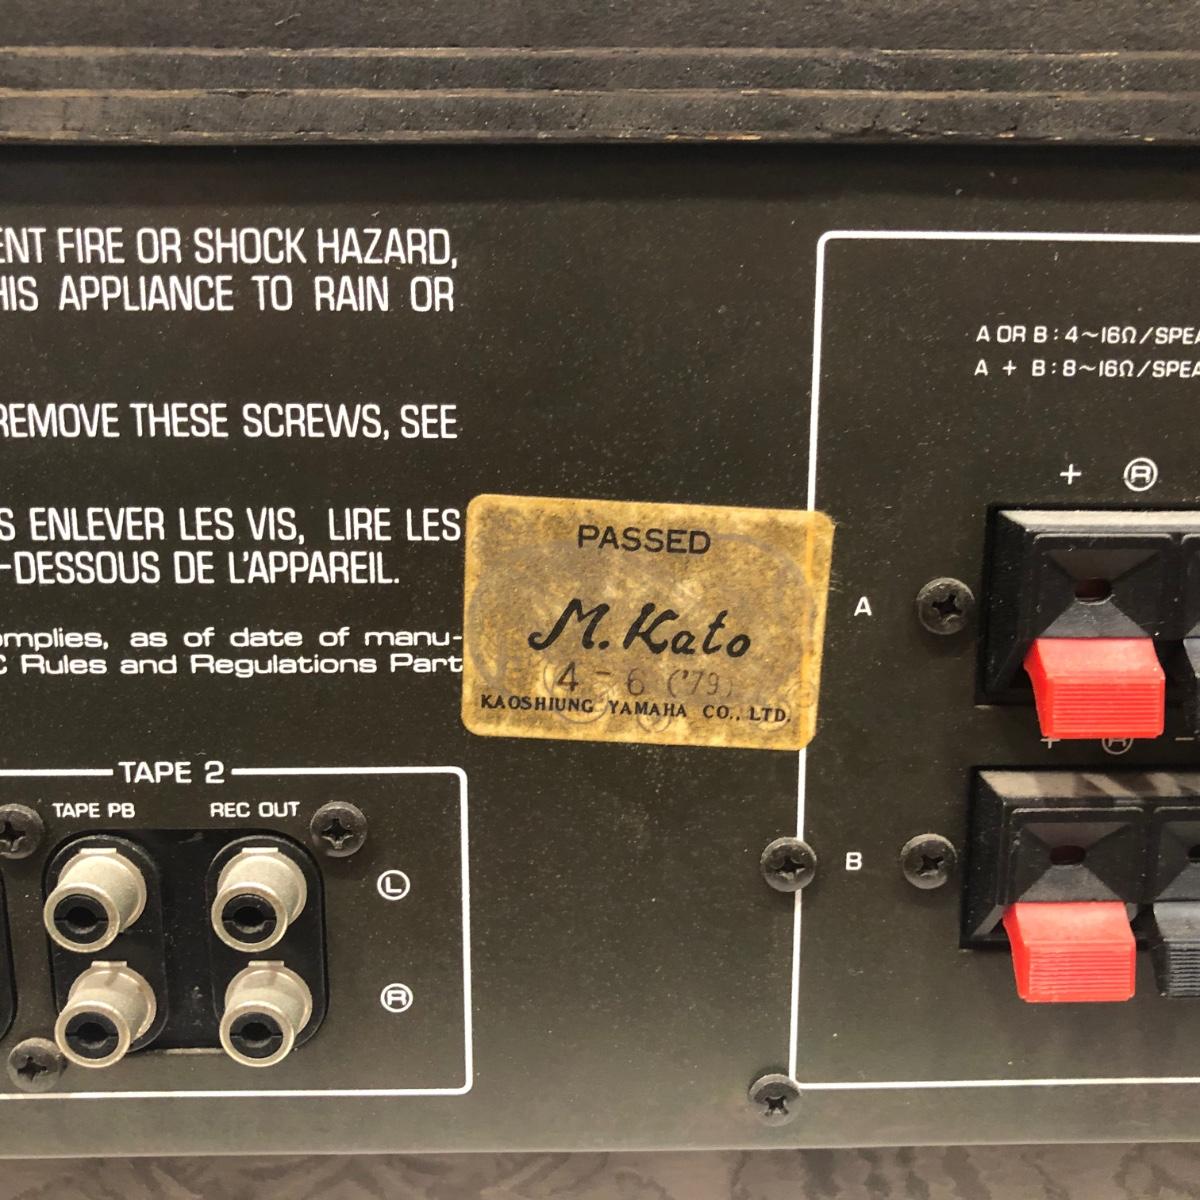 ENT FIRE OR SHOCK HAZARD,
HIS APPLIANCE TO RAIN OR
REMOVE THESE SCREWS, SEE
S ENLEVER LES VIS, LIRE LES
-DESSOUS DE L'APPAREIL.
omplies, as of date of manu-
C Rules and Regulations Part
PASSED
M. Kato
4 - 6 ('79)
KAOSHIUNG YAMAHA CO., LTD.
TAPE 2
TAPE PB REC OUT
L
R
A OR B : 4~16Ω/SPEA
A + B : 8~16Ω/SPEA
+ R
A
+ R -
B